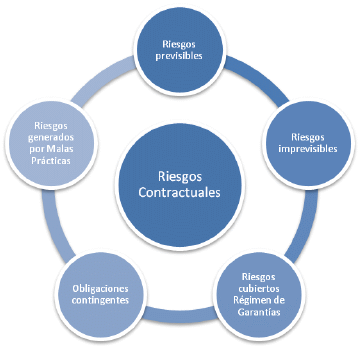 Riesgos
previsibles
Riesgos
imprevisibles
Riesgos
cubiertos
Régimen de
Garantías
Obligaciones
contingentes
Riesgos
generados
por Malas
Prácticas
Riesgos
Contractuales